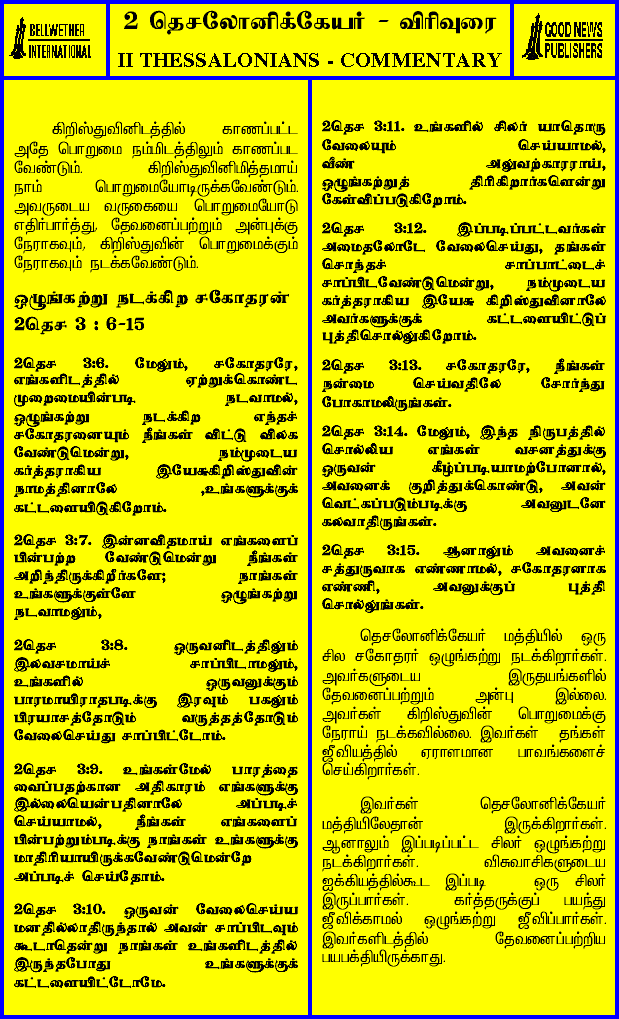 BELLWETHER
INTERNATIONAL
2 தெசலோனிக்கேயர் - விரிவுரை
II THESSALONIANS - COMMENTARY
GOOD NEWS
PUBLISHERS
கிறிஸ்துவினிடத்தில் காணப்பட்ட
அதே பொறுமை நம்மிடத்திலும் காணப்பட
வேண்டும். கிறிஸ்துவினிமித்தமாய்
நாம் பொறுமையோடிருக்கவேண்டும்.
அவருடைய வருகையை பொறுமையோடு
எதிர்பார்த்து, தேவனைப்பற்றும் அன்புக்கு
நேராகவும், கிறிஸ்துவின் பொறுமைக்கும்
நேராகவும் நடக்கவேண்டும்.
ஒழுங்கற்று நடக்கிற சகோதரன்
2தெச 3 : 6-15
2தெச 3:6. மேலும், சகோதரரே,
எங்களிடத்தில் ஏற்றுக்கொண்ட
முறைமையின்படி நடவாமல்,
ஒழுங்கற்று நடக்கிற எந்தச்
சகோதரனையும் நீங்கள் விட்டு விலக
வேண்டுமென்று, நம்முடைய
கர்த்தராகிய இயேசுகிறிஸ்துவின்
நாமத்தினாலே ,உங்களுக்குக்
கட்டளையிடுகிறோம்.
2தெச 3:7. இன்னவிதமாய் எங்களைப்
பின்பற்ற வேண்டுமென்று நீங்கள்
அறிந்திருக்கிறீர்களே; நாங்கள்
உங்களுக்குள்ளே ஒழுங்கற்று
நடவாமலும்,
2தெச 3:8. ஒருவனிடத்திலும்
இலவசமாய்ச் சாப்பிடாமலும்,
உங்களில் ஒருவனுக்கும்
பாரமாயிராதபடிக்கு இரவும் பகலும்
பிரயாசத்தோடும் வருத்தத்தோடும்
வேலைசெய்து சாப்பிட்டோம்.
2தெச 3:9. உங்கள்மேல் பாரத்தை
வைப்பதற்கான அதிகாரம் எங்களுக்கு
இல்லையென்பதினாலே அப்படிச்
செய்யாமல், நீங்கள் எங்களைப்
பின்பற்றும்படிக்கு நாங்கள் உங்களுக்கு
மாதிரியாயிருக்கவேண்டுமென்றே
அப்படிச் செய்தோம்.
2தெச 3:10. ஒருவன் வேலைசெய்ய
மனதில்லாதிருந்தால் அவன் சாப்பிடவும்
கூடாதென்று நாங்கள் உங்களிடத்தில்
இருந்தபோது உங்களுக்குக்
கட்டளையிட்டோமே.
2தெச 3:11. உங்களில் சிலர் யாதொரு
வேலையும் செய்யாமல்,
வீண் அலுவற்காரராய்,
ஒழுங்கற்றுத் திரிகிறார்களென்று
கேள்விப்படுகிறோம்.
2தெச 3:12. இப்படிப்பட்டவர்கள்
அமைதலோடே வேலைசெய்து, தங்கள்
சொந்தச் சாப்பாட்டைச்
சாப்பிடவேண்டுமென்று, நம்முடைய
கர்த்தராகிய இயேசு கிறிஸ்துவினாலே
அவர்களுக்குக் கட்டளையிட்டுப்
புத்திசொல்லுகிறோம்.
2தெச 3:13. சகோதரரே, நீங்கள்
நன்மை செய்வதிலே சோர்ந்து
போகாமலிருங்கள்.
2தெச 3:14. மேலும், இந்த நிருபத்தில்
சொல்லிய எங்கள் வசனத்துக்கு
ஒருவன் கீழ்ப்படியாமற்போனால்,
அவனைக் குறித்துக்கொண்டு, அவன்
வெட்கப்படும்படிக்கு அவனுடனே
கலவாதிருங்கள்.
2தெச 3:15. ஆனாலும் அவனைச்
சத்துருவாக எண்ணாமல், சகோதரனாக
எண்ணி, அவனுக்குப் புத்தி
சொல்லுங்கள்.
தெசலோனிக்கேயர் மத்தியில் ஒரு
சில சகோதரர் ஒழுங்கற்று நடக்கிறார்கள்.
அவர்களுடைய இருதயங்களில்
தேவனைப்பற்றும் அன்பு இல்லை.
அவர்கள் கிறிஸ்துவின் பொறுமைக்கு
நேராய் நடக்கவில்லை. இவர்கள் தங்கள்
ஜீவியத்தில் ஏராளமான பாவங்களைச்
செய்கிறார்கள்.
இவர்கள் தெசலோனிக்கேயர்
மத்தியிலேதான் இருக்கிறார்கள்.
ஆனாலும் இப்படிப்பட்ட சிலர் ஒழுங்கற்று
நடக்கிறார்கள். விசுவாசிகளுடைய
ஐக்கியத்தில்கூட இப்படி ஒரு சிலர்
இருப்பார்கள். கர்த்தருக்குப் பயந்து
ஜீவிக்காமல் ஒழுங்கற்று ஜீவிப்பார்கள்.
இவர்களிடத்தில் தேவனைப்பற்றிய
பயபக்தியிருக்காது.